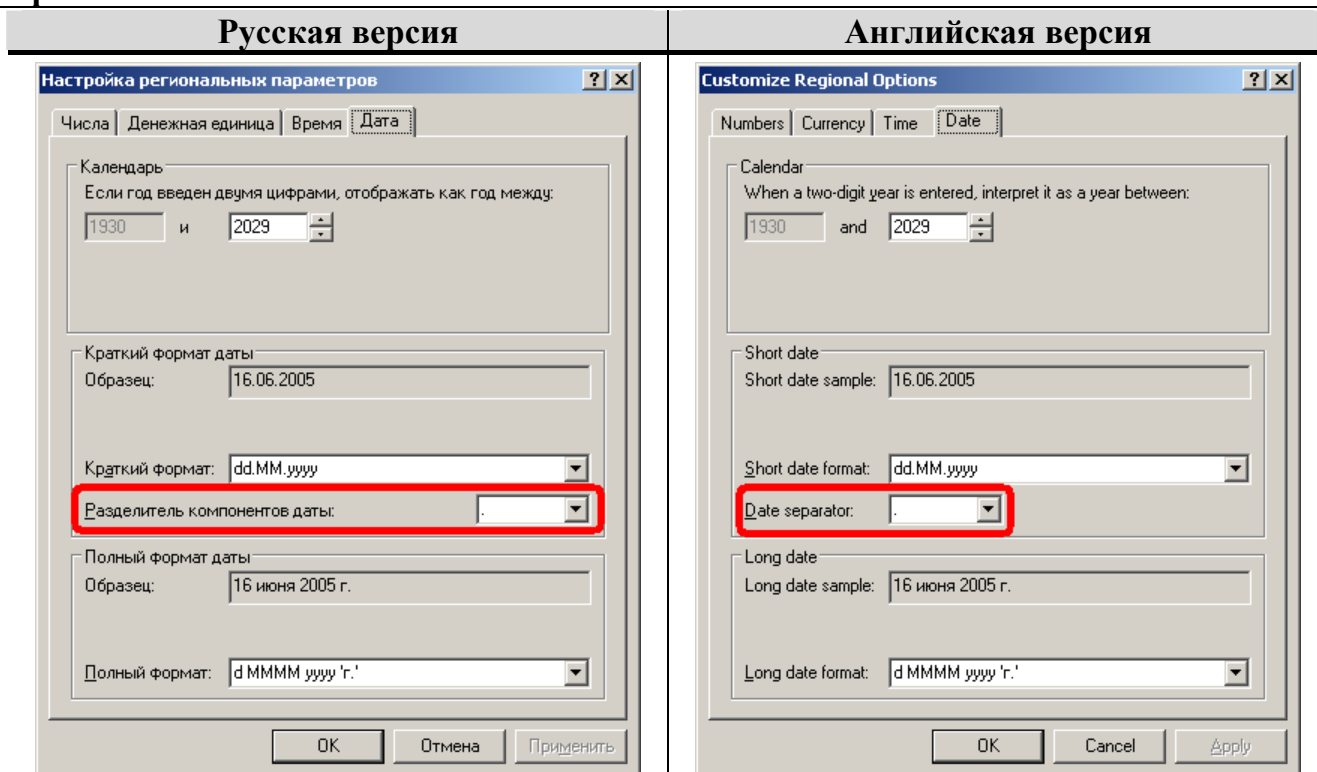 Русская версия
Английская версия
Настройка региональных параметров
Числа Денежная единица Время Дата
Календарь
Если год введен двумя цифрами, отображать как год между:
1930 и 2029
Краткий формат даты
Образец: 16.06.2005
Краткий формат: dd.MM.yyyy
Разделитель компонентов даты: .
Полный формат даты
Образец: 16 июня 2005 г.
Полный формат: d MMMM yyyy 'г.'
OK Отмена Применить
Customize Regional Options
Numbers Currency Time Date
Calendar
When a two-digit year is entered, interpret it as a year between:
1930 and 2029
Short date
Short date sample: 16.06.2005
Short date format: dd.MM.yyyy
Date separator: .
Long date
Long date sample: 16 июня 2005 г.
Long date format: d MMMM yyyy 'г.'
OK Cancel Apply